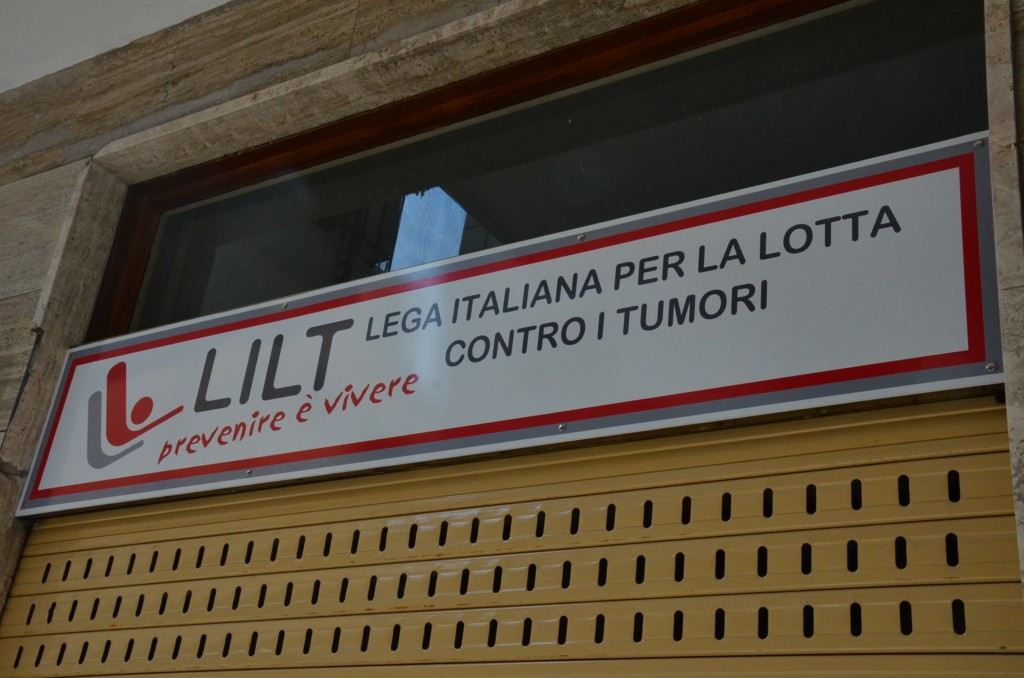 LILT
prevenire è vivere
LEGA ITALIANA PER LA LOTTA
CONTRO I TUMORI